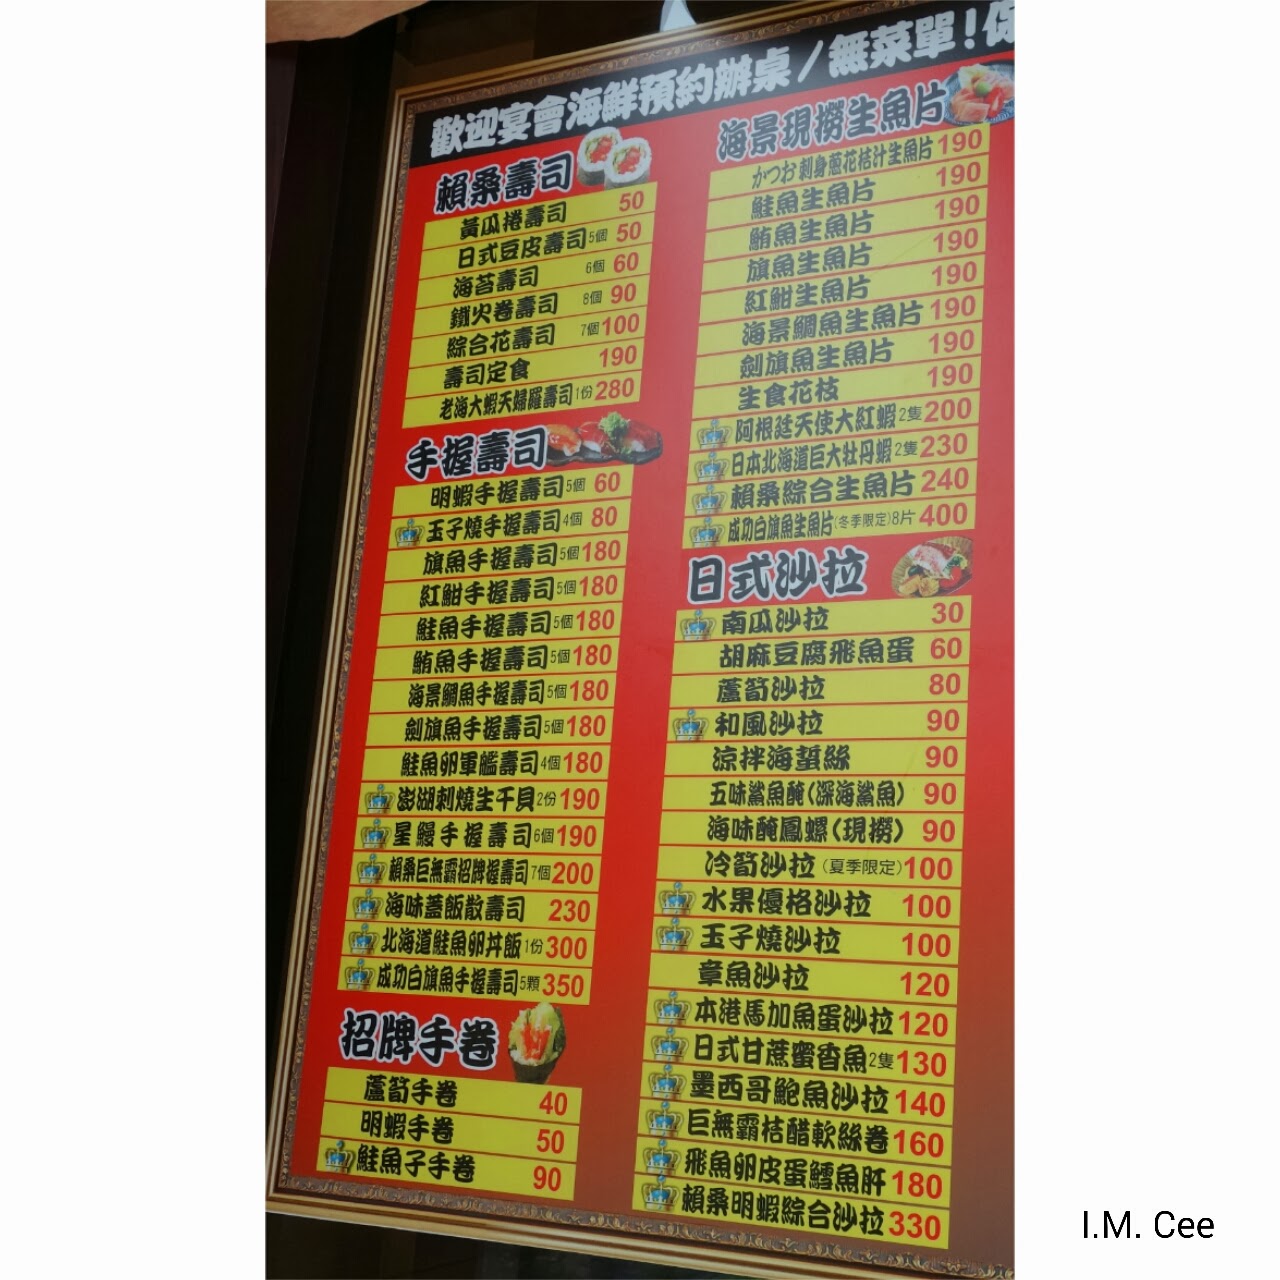 歡迎宴會海鮮預約辦桌/無菜單!保
賴桑壽司
黃瓜捲壽司 50
日式豆皮壽司 5個 50
海苔壽司 6個 60
鐵火卷壽司 8個 90
綜合花壽司 7個 100
壽司定食 190
老海大蝦天婦羅壽司 1份 280
手握壽司
明蝦手握壽司 5個 60
玉子燒手握壽司 4個 80
旗魚手握壽司 5個 180
紅魽手握壽司 5個 180
鮭魚手握壽司 5個 180
鮪魚手握壽司 5個 180
海景鯛魚手握壽司 5個 180
劍旗魚手握壽司 5個 180
鮭魚卵軍艦壽司 4個 180
澎湖刺燒生干貝 2份 190
星鰻手握壽司 6個 190
賴桑巨無霸招牌握壽司 7個 200
海味蓋飯散壽司 230
北海道鮭魚卵丼飯 1份 300
成功白旗魚手握壽司 5顆 350
招牌手卷
蘆筍手卷 40
明蝦手卷 50
鮭魚子手卷 90
海景現撈生魚片
かつお刺身蔥花桔汁生魚片 190
鮭魚生魚片 190
鮪魚生魚片 190
旗魚生魚片 190
紅魽生魚片 190
海景鯛魚生魚片 190
劍旗魚生魚片 190
生食花枝 190
阿根廷天使大紅蝦 2隻 200
日本北海道巨大牡丹蝦 2隻 230
賴桑綜合生魚片 240
成功白旗魚生魚片(冬季限定)8片 400
日式沙拉
南瓜沙拉 30
胡麻豆腐飛魚蛋 60
蘆筍沙拉 80
和風沙拉 90
涼拌海蜇絲 90
五味鯊魚醃(深海鯊魚) 90
海味醃鳳螺(現撈) 90
冷筍沙拉(夏季限定) 100
水果優格沙拉 100
玉子燒沙拉 100
章魚沙拉 120
本港馬加魚蛋沙拉 120
日式甘蔗蜜香魚 2隻 130
墨西哥鮑魚沙拉 140
巨無霸桔醋軟絲卷 160
飛魚卵皮蛋鱈魚肝 180
賴桑明蝦綜合沙拉 330
I.M. Cee